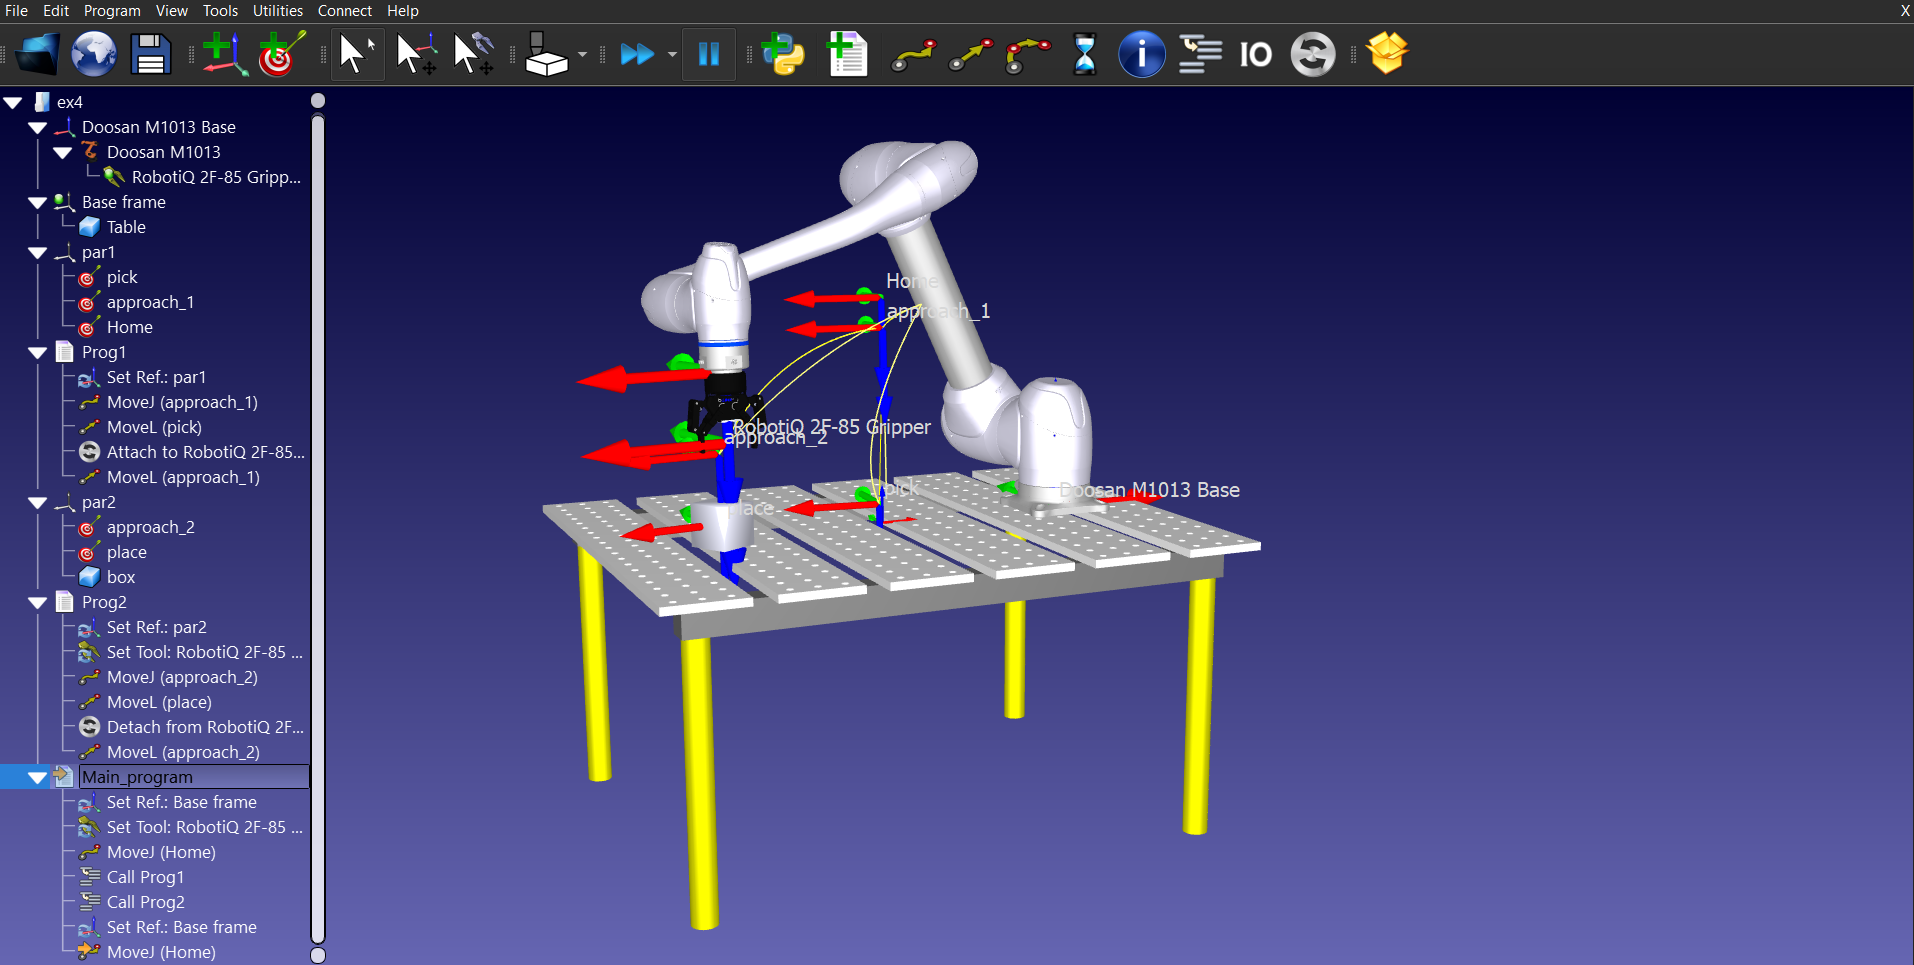 File Edit Program View Tools Utilities Connect Help X
IO
ex4
Doosan M1013 Base
Doosan M1013
RobotiQ 2F-85 Gripp...
Base frame
Table
par1
pick
approach_1
Home
Prog1
Set Ref.: par1
MoveJ (approach_1)
MoveL (pick)
Attach to RobotiQ 2F-85...
MoveL (approach_1)
par2
approach_2
place
box
Prog2
Set Ref.: par2
Set Tool: RobotiQ 2F-85 ...
MoveJ (approach_2)
MoveL (place)
Detach from RobotiQ 2F...
MoveL (approach_2)
Main_program
Set Ref.: Base frame
Set Tool: RobotiQ 2F-85 ...
MoveJ (Home)
Call Prog1
Call Prog2
Set Ref.: Base frame
MoveJ (Home)
Home
approach_1
RobotiQ 2F-85 Gripper
approach_2
pick
Doosan M1013 Base
place